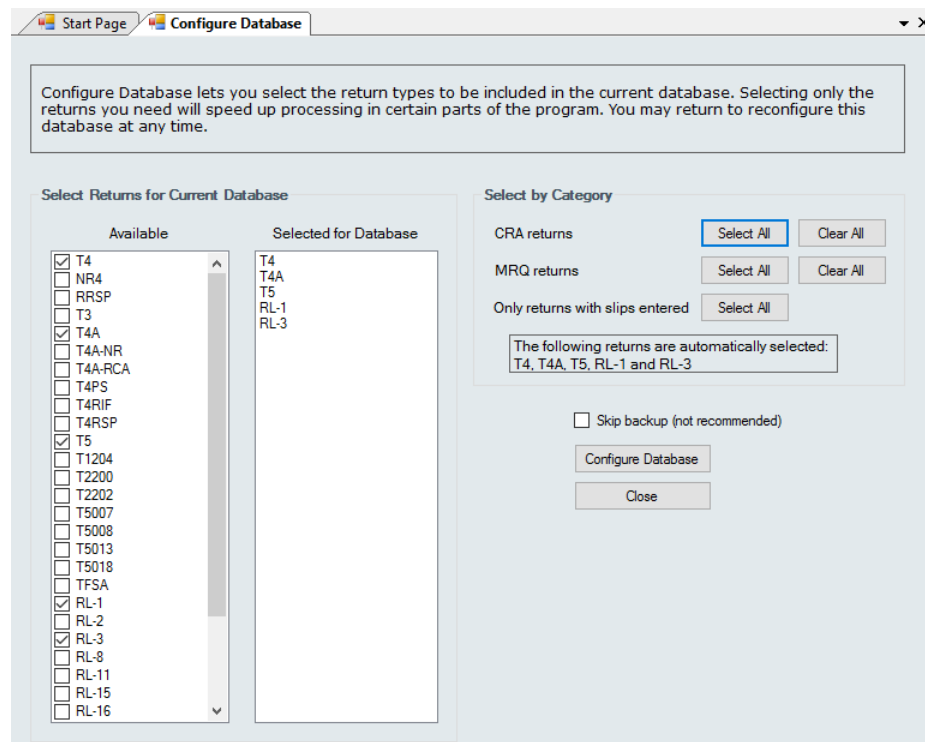 Start Page
Configure Database
Configure Database lets you select the return types to be included in the current database. Selecting only the
returns you need will speed up processing in certain parts of the program. You may return to reconfigure this
database at any time.
Select Returns for Current Database
Available
T4
NR4
RRSP
T3
T4A
T4A-NR
T4A-RCA
T4PS
T4RIF
T4RSP
T5
T1204
T2200
T2202
T5007
T5008
T5013
T5018
TFSA
RL-1
RL-2
RL-3
RL-8
RL-11
RL-15
RL-16
Selected for Database
T4
T4A
T5
RL-1
RL-3
Select by Category
CRA returns Select All Clear All
MRQ returns Select All Clear All
Only returns with slips entered Select All
The following returns are automatically selected:
T4, T4A, T5, RL-1 and RL-3
Skip backup (not recommended)
Configure Database
Close